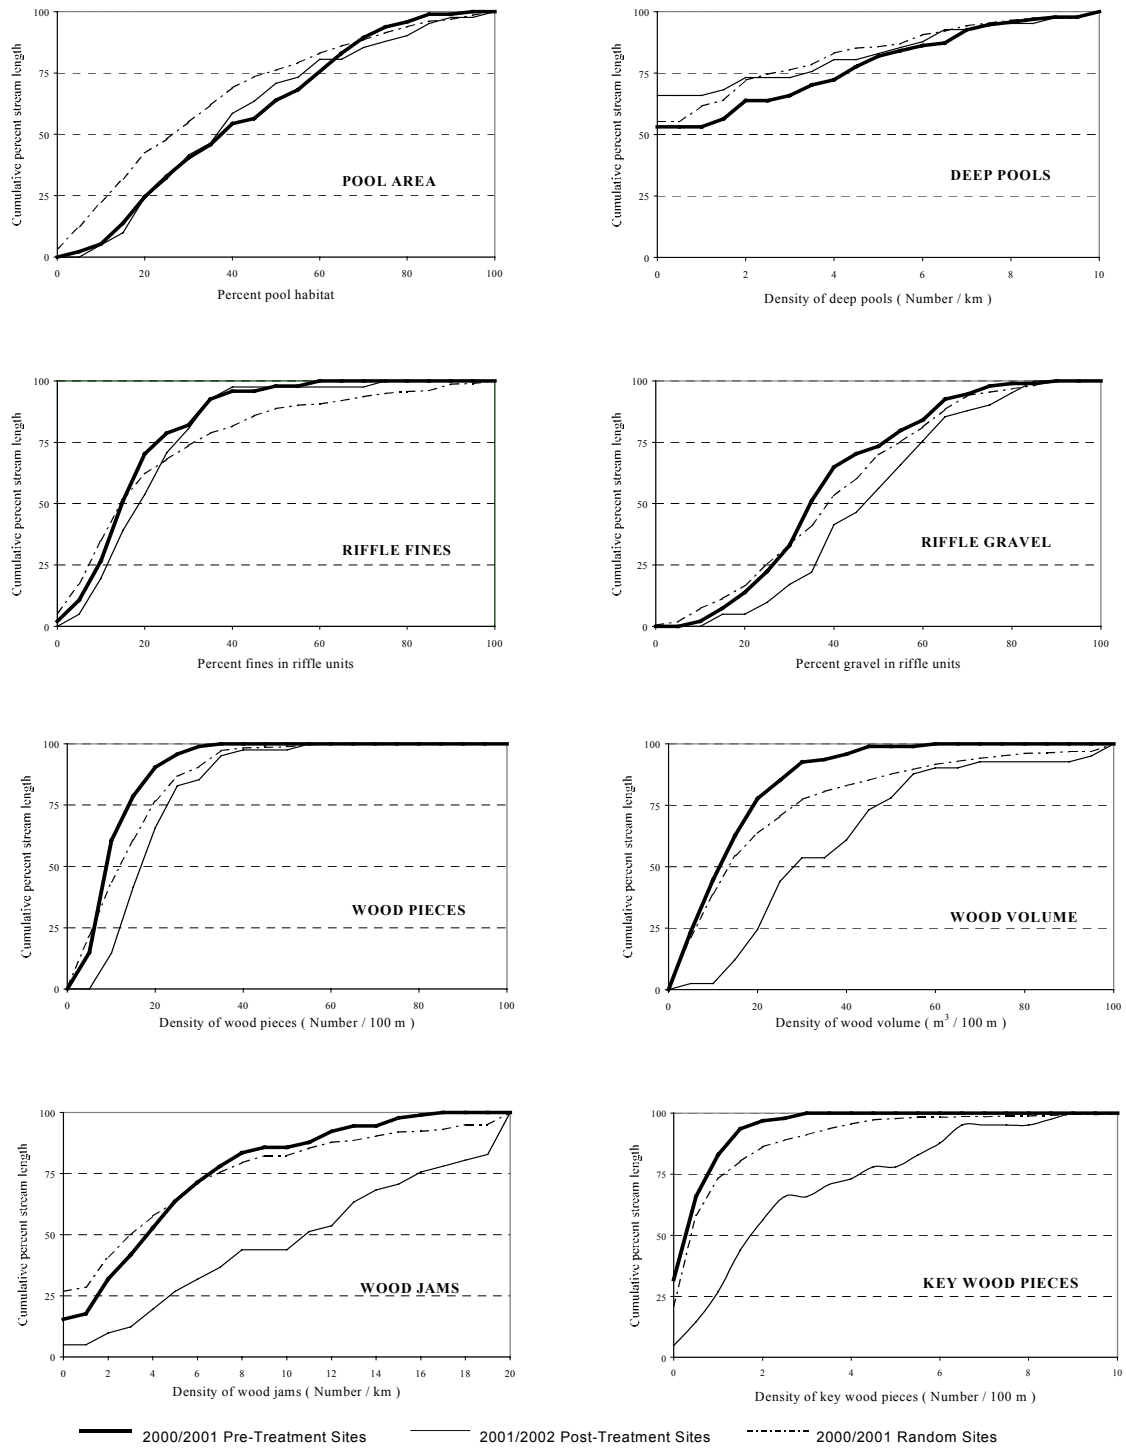 Cumulative percent stream length
100
75
50
25
0
POOL AREA
0 20 40 60 80 100
Percent pool habitat
Cumulative percent stream length
100
75
50
25
0
DEEP POOLS
0 2 4 6 8 10
Density of deep pools ( Number / km )
Cumulative percent stream length
100
75
50
25
0
RIFFLE FINES
0 20 40 60 80 100
Percent fines in riffle units
Cumulative percent stream length
100
75
50
25
0
RIFFLE GRAVEL
0 20 40 60 80 100
Percent gravel in riffle units
Cumulative percent stream length
100
75
50
25
0
WOOD PIECES
0 20 40 60 80 100
Density of wood pieces ( Number / 100 m )
Cumulative percent stream length
100
75
50
25
0
WOOD VOLUME
0 20 40 60 80 100
Density of wood volume ( m³ / 100 m )
Cumulative percent stream length
100
75
50
25
0
WOOD JAMS
0 2 4 6 8 10 12 14 16 18 20
Density of wood jams ( Number / km )
Cumulative percent stream length
100
75
50
25
0
KEY WOOD PIECES
0 2 4 6 8 10
Density of key wood pieces ( Number / 100 m )
2000/2001 Pre-Treatment Sites
2001/2002 Post-Treatment Sites
2000/2001 Random Sites